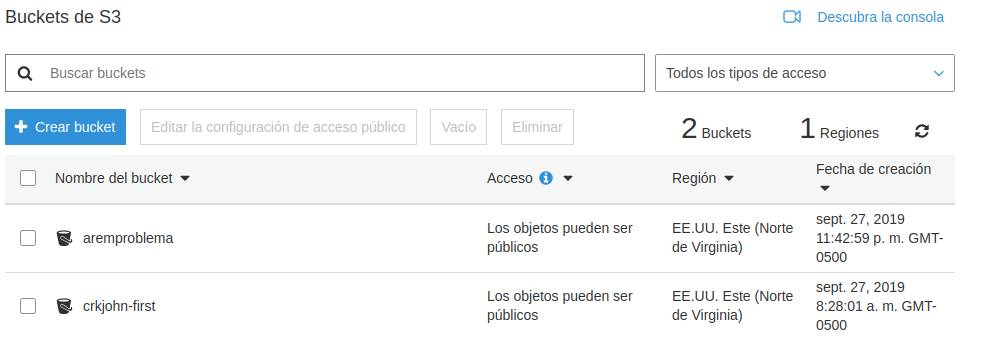 Buckets de S3
Descubra la consola
Buscar buckets
Todos los tipos de acceso
Crear bucket
Editar la configuración de acceso público
Vacío
Eliminar
2 Buckets
1 Regiones
Nombre del bucket
Acceso
Región
Fecha de creación
aremproblema
Los objetos pueden ser
públicos
EE.UU. Este (Norte
de Virginia)
sept. 27, 2019
11:42:59 p. m. GMT-
0500
crkjohn-first
Los objetos pueden ser
públicos
EE.UU. Este (Norte
de Virginia)
sept. 27, 2019
8:28:01 a. m. GMT-
0500